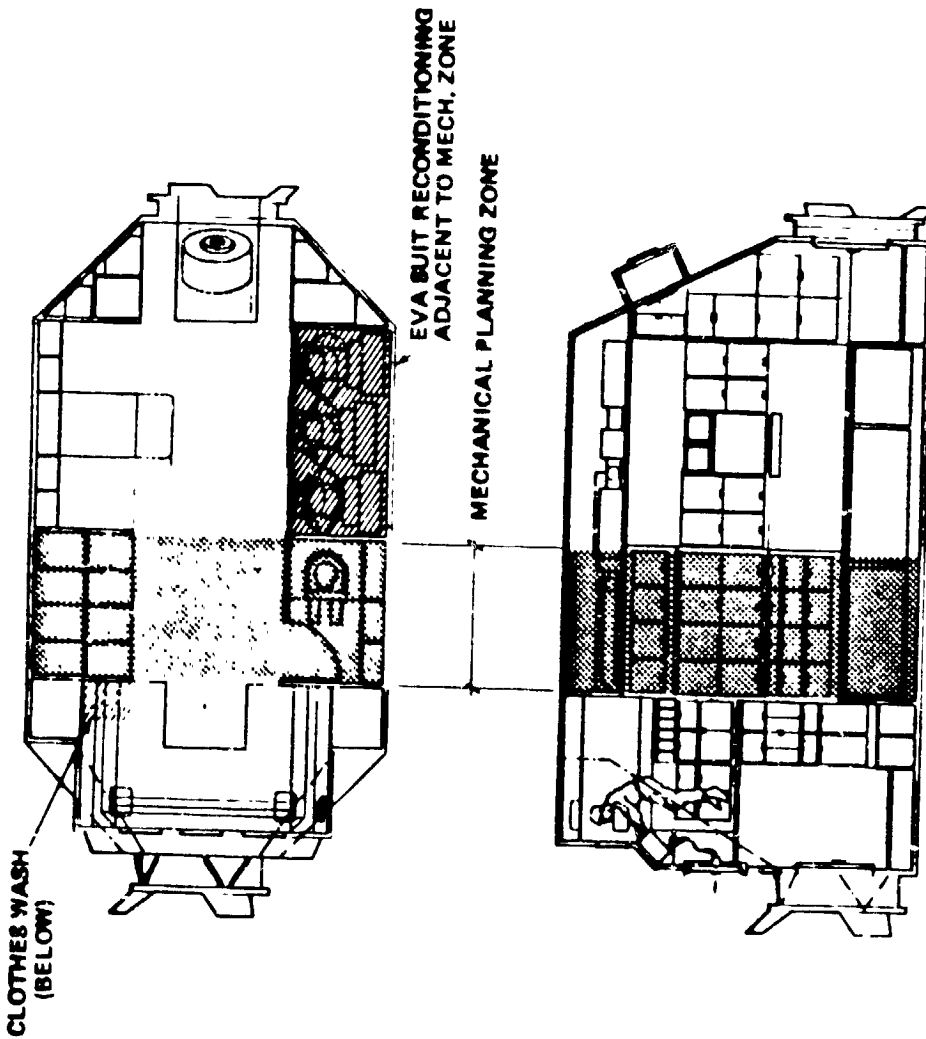 CLOTHES WASH
(BELOW)
EVA SUIT RECONDITIONING
ADJACENT TO MECH. ZONE
MECHANICAL PLANNING ZONE